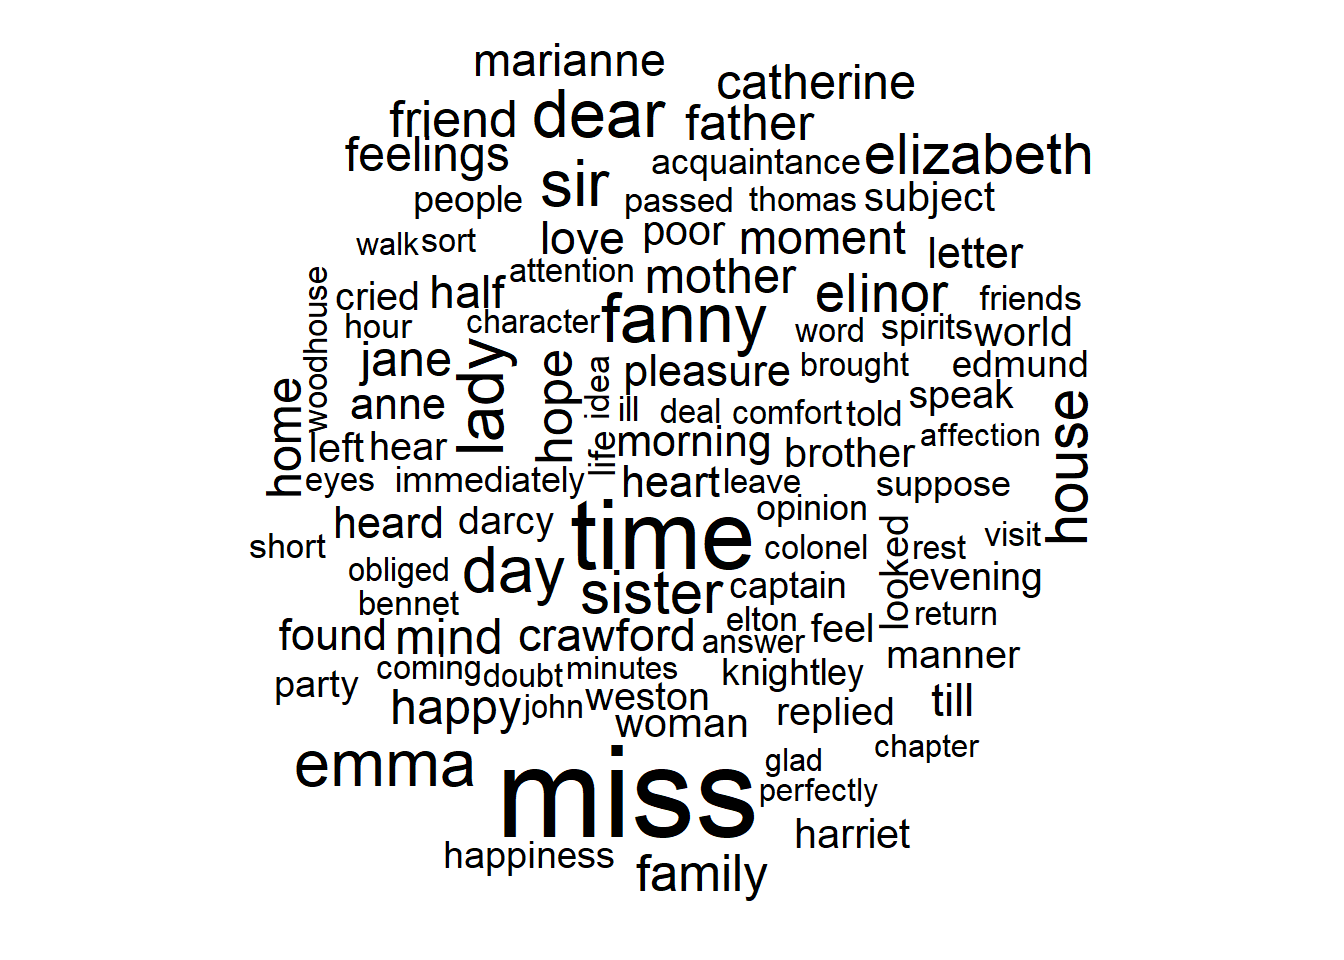 marianne
catherine
friend dear father
feelings acquaintance elizabeth
people sir passed thomas subject
walk sort love poor moment letter
woodhouse cried half attention mother elinor friends
hour character fanny word spirits world
jane lady hope idea pleasure brought edmund
home anne ill deal comfort told speak house
left hear life morning brother affection
eyes immediately heart leave suppose
short heard darcy time opinion colonel looked rest visit
obliged day sister captain evening
bennet elton return
found mind crawford answer feel manner
party coming doubt minutes knightley
happy john weston woman replied till
emma miss glad chapter
perfectly
harriet
happiness family